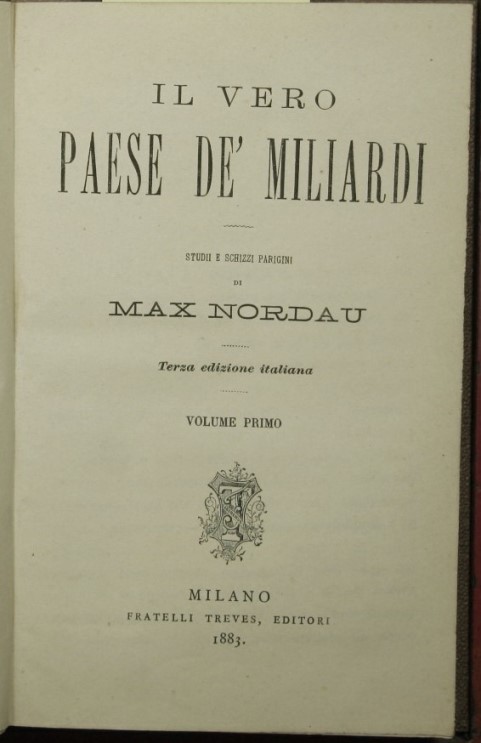 IL VERO
PAESE DE' MILIARDI
STUDII E SCHIZZI PARIGINI
DI
MAX NORDAU
Terza edizione italiana
VOLUME PRIMO
MILANO
FRATELLI TREVES, EDITORI
1883.